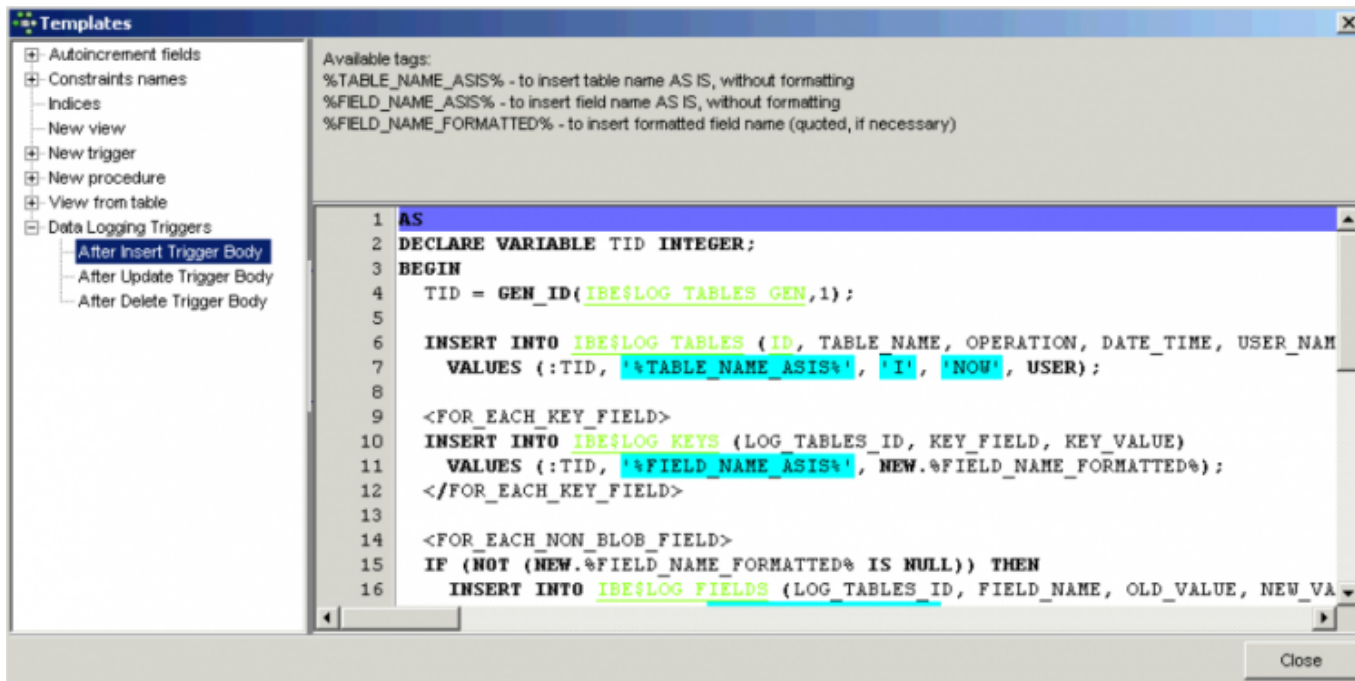 Templates
Autoincrement fields
Constraints names
Indices
New view
New trigger
New procedure
View from table
Data Logging Triggers
After Insert Trigger Body
After Update Trigger Body
After Delete Trigger Body
Available tags:
%TABLE_NAME_ASIS% - to insert table name AS IS, without formatting
%FIELD_NAME_ASIS% - to insert field name AS IS, without formatting
%FIELD_NAME_FORMATTED% - to insert formatted field name (quoted, if necessary)
1 AS
2 DECLARE VARIABLE TID INTEGER;
3 BEGIN
4 TID = GEN_ID(IBE$LOG_TABLES_GEN,1);
5
6 INSERT INTO IBE$LOG_TABLES (ID, TABLE_NAME, OPERATION, DATE_TIME, USER_NAM
7 VALUES (:TID, '%TABLE_NAME_ASIS%', 'I', 'NOW', USER);
8
9 <FOR_EACH_KEY_FIELD>
10 INSERT INTO IBE$LOG_KEYS (LOG_TABLES_ID, KEY_FIELD, KEY_VALUE)
11 VALUES (:TID, '%FIELD_NAME_ASIS%', NEW.%FIELD_NAME_FORMATTED%);
12 </FOR_EACH_KEY_FIELD>
13
14 <FOR_EACH_NON_BLOB_FIELD>
15 IF (NOT (NEW.%FIELD_NAME_FORMATTED% IS NULL)) THEN
16 INSERT INTO IBE$LOG_FIELDS (LOG_TABLES_ID, FIELD_NAME, OLD_VALUE, NEW_VA
Close